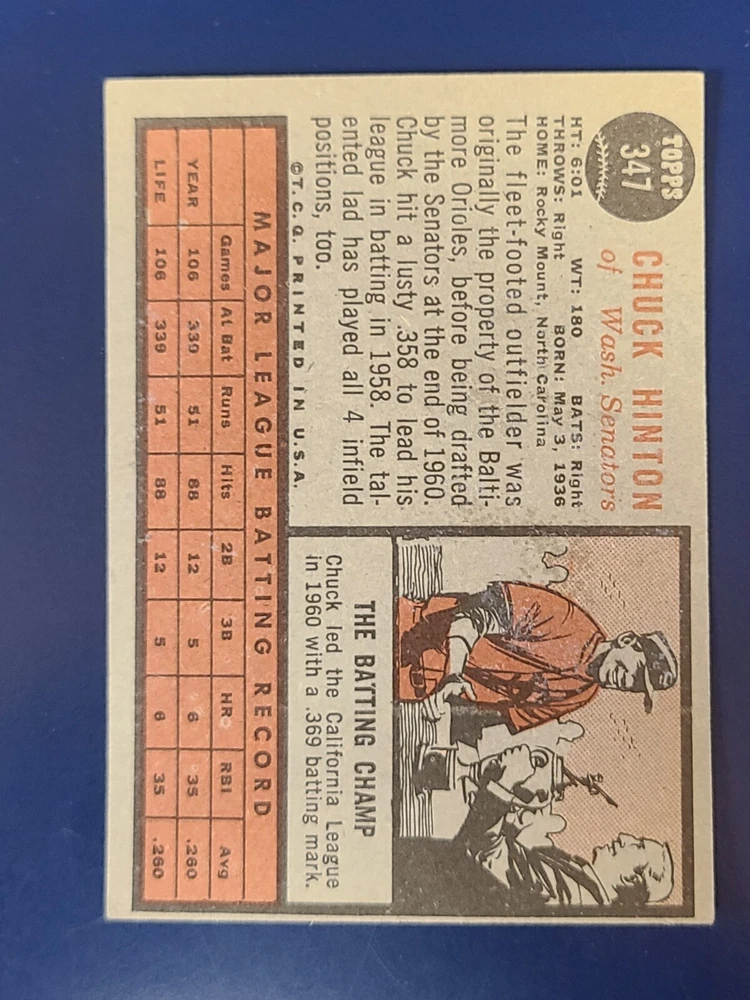 TOPPS
347
CHUCK HINTON
of Wash. Senators
HT: 6:01 WT: 180 BATS: Right
THROWS: Right BORN: May 3, 1936
HOME: Rocky Mount, North Carolina
The fleet-footed outfielder was
originally the property of the Balti-
more Orioles, before being drafted
by the Senators at the end of 1960.
Chuck hit a lusty .358 to lead his
league in batting in 1958. The tal-
ented lad has played all 4 infield
positions, too.
©T.C.G. PRINTED IN U.S.A.
THE BATTING CHAMP
Chuck led the California League
in 1960 with a .369 batting mark.
MAJOR LEAGUE BATTING RECORD
Games At Bat Runs Hits 2B 3B HR RBI Avg
YEAR 106 339 51 88 12 5 6 35 .260
LIFE 106 339 51 88 12 5 6 35 .260